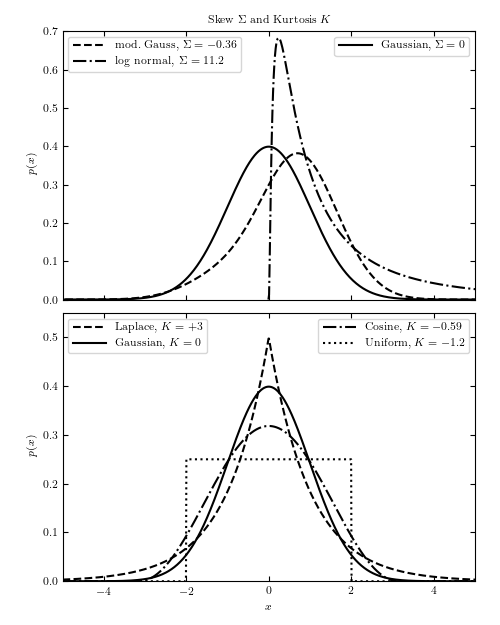 Skew Σ and Kurtosis K
0.7
mod. Gauss, Σ = −0.36
log normal, Σ = 11.2
Gaussian, Σ = 0
0.6
0.5
0.4
p(x)
0.3
0.2
0.1
0.0
Laplace, K = +3
Gaussian, K = 0
Cosine, K = −0.59
Uniform, K = −1.2
0.5
0.4
p(x)
0.3
0.2
0.1
0.0
−4 −2 0 2 4
x